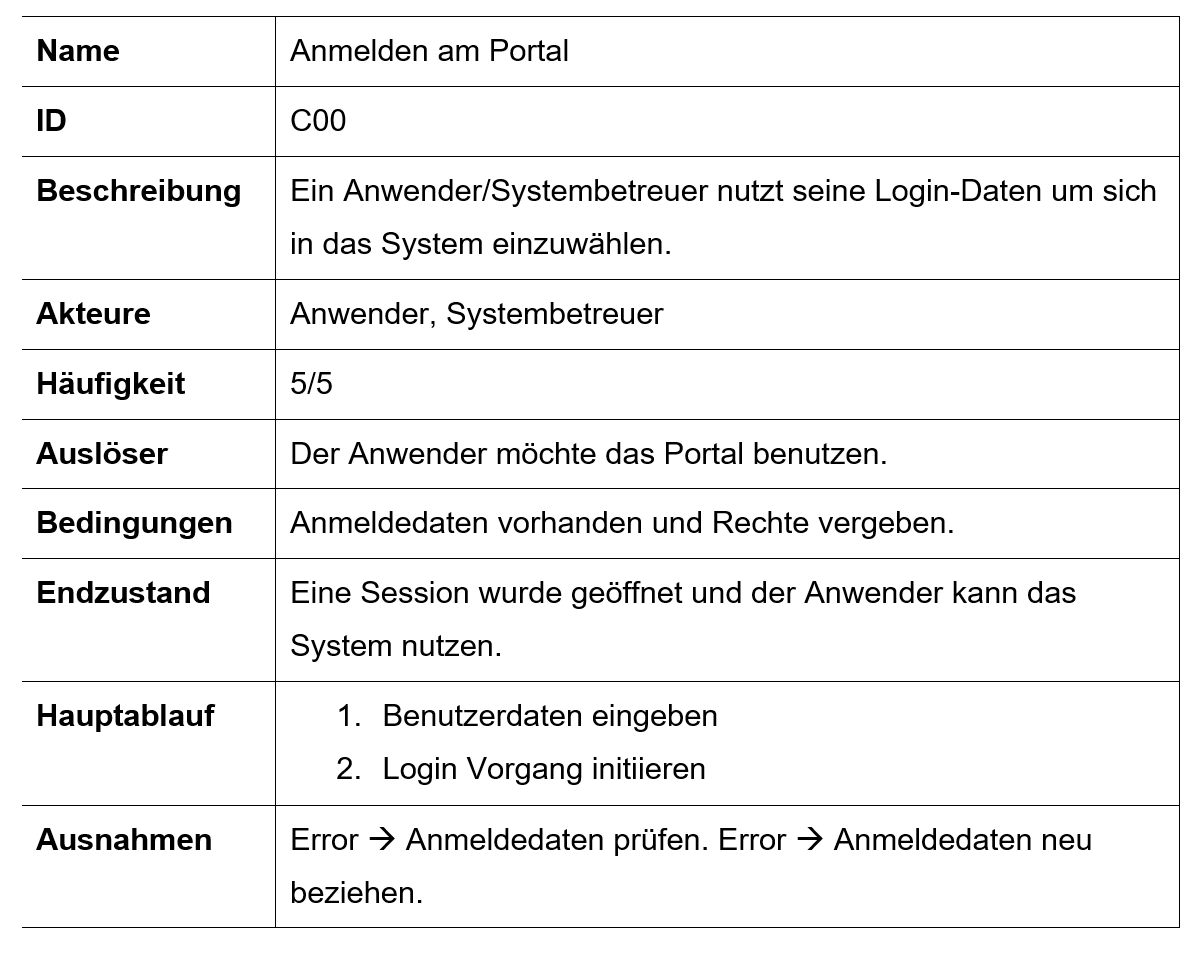 Name Anmelden am Portal
ID C00
Beschreibung Ein Anwender/Systembetreuer nutzt seine Login-Daten um sich
in das System einzuwählen.
Akteure Anwender, Systembetreuer
Häufigkeit 5/5
Auslöser Der Anwender möchte das Portal benutzen.
Bedingungen Anmeldedaten vorhanden und Rechte vergeben.
Endzustand Eine Session wurde geöffnet und der Anwender kann das
System nutzen.
Hauptablauf 1. Benutzerdaten eingeben
2. Login Vorgang initiieren
Ausnahmen Error → Anmeldedaten prüfen. Error → Anmeldedaten neu
beziehen.